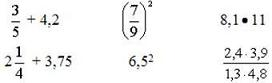 3/5 + 4,2    (7/9)²    8,1 • 11
2 1/4 + 3,75    6,5²    2,4 · 3,9 / 1,3 · 4,8